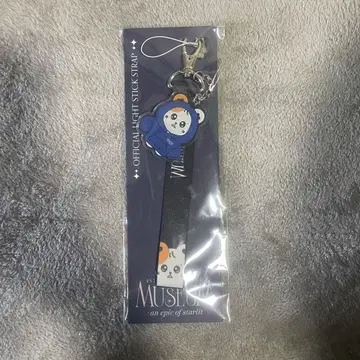 OFFICIAL LIGHT STICK STRAP
MUSEUM
: an epic of starlit